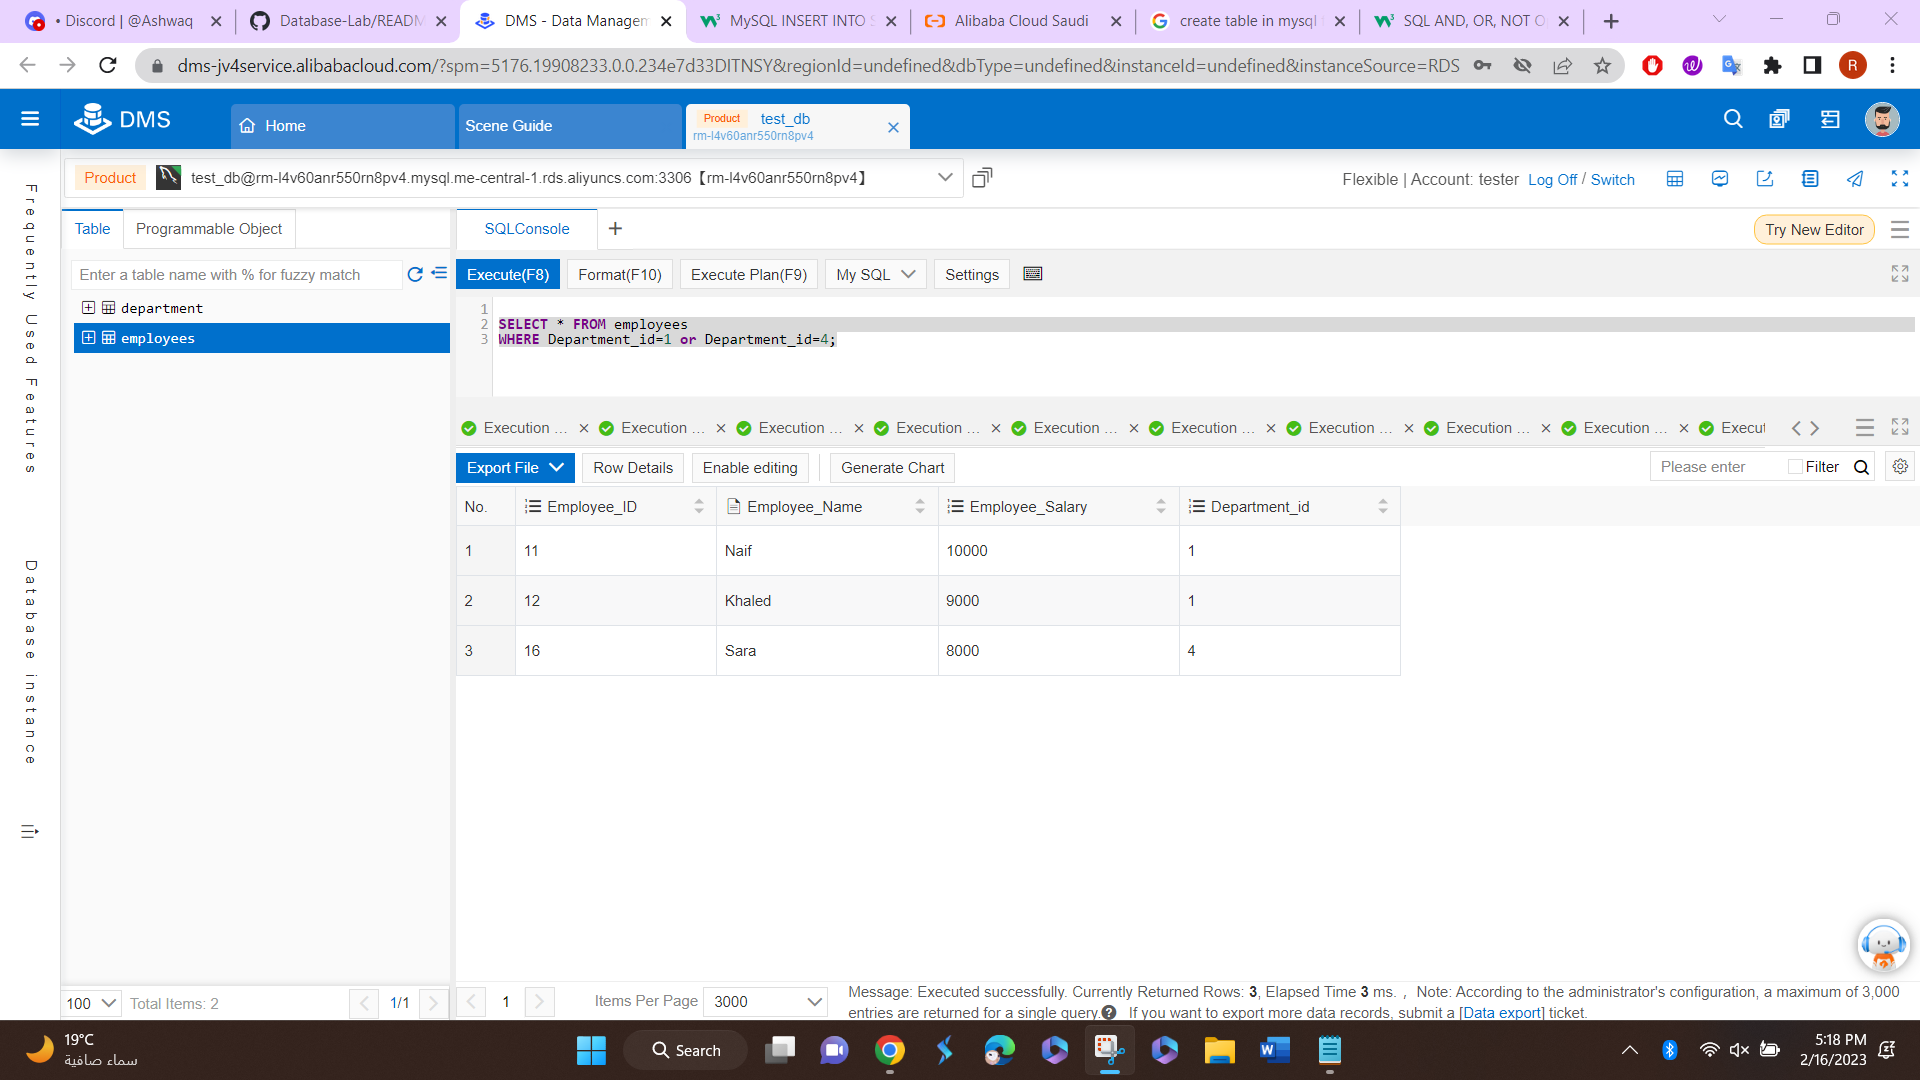 • Discord | @Ashwaq
Database-Lab/READM
DMS - Data Managem
MySQL INSERT INTO S
Alibaba Cloud Saudi
create table in mysql
SQL AND, OR, NOT O
dms-jv4service.alibabacloud.com/?spm=5176.19908233.0.0.234e7d33DITNSY&regionId=undefined&dbType=undefined&instanceId=undefined&instanceSource=RDS
R
DMS
Home
Scene Guide
Product test_db
rm-l4v60anr550rn8pv4
Product
test_db@rm-l4v60anr550rn8pv4.mysql.me-central-1.rds.aliyuncs.com:3306【rm-l4v60anr550rn8pv4】
Flexible | Account: tester Log Off / Switch
Frequently Used Features
Database instance
Table
Programmable Object
SQLConsole
Try New Editor
Enter a table name with % for fuzzy match
department
employees
Execute(F8)
Format(F10)
Execute Plan(F9)
My SQL
Settings
1
2 SELECT * FROM employees
3 WHERE Department_id=1 or Department_id=4;
Execution ...
Execution ...
Execution ...
Execution ...
Execution ...
Execution ...
Execution ...
Execution ...
Execution ...
Execut
Export File
Row Details
Enable editing
Generate Chart
Please enter
Filter
No. Employee_ID Employee_Name Employee_Salary Department_id
1 11 Naif 10000 1
2 12 Khaled 9000 1
3 16 Sara 8000 4
100
Total Items: 2
1/1
1
Items Per Page
3000
Message: Executed successfully. Currently Returned Rows: 3, Elapsed Time 3 ms. , Note: According to the administrator's configuration, a maximum of 3,000
entries are returned for a single query. If you want to export more data records, submit a [Data export] ticket.
19°C
سماء صافية
Search
5:18 PM
2/16/2023